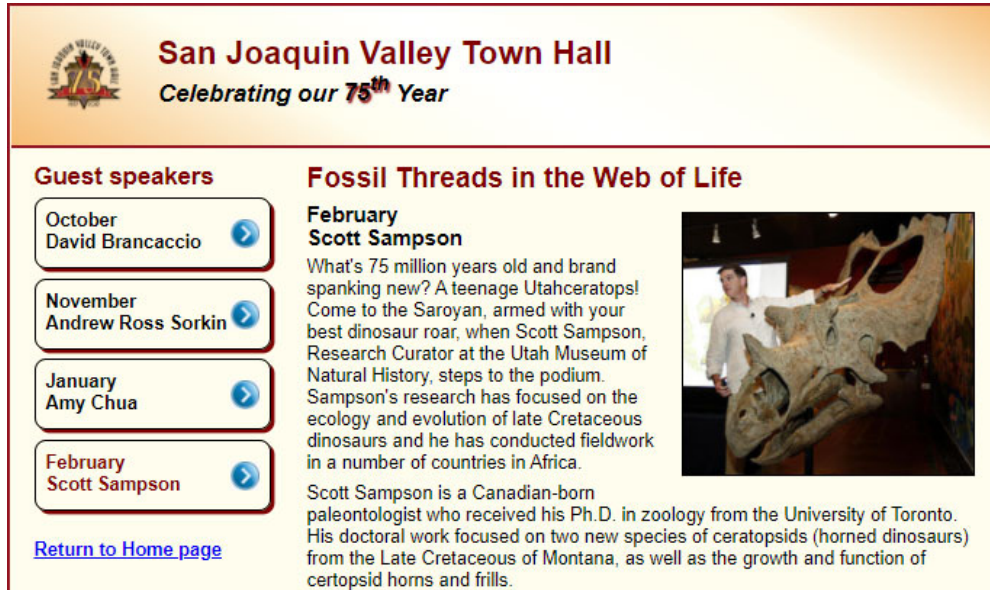 SAN JOAQUIN VALLEY TOWN HALL
75
San Joaquin Valley Town Hall
Celebrating our 75th Year
Guest speakers
October
David Brancaccio
November
Andrew Ross Sorkin
January
Amy Chua
February
Scott Sampson
Return to Home page
Fossil Threads in the Web of Life
February
Scott Sampson
What's 75 million years old and brand
spanking new? A teenage Utahceratops!
Come to the Saroyan, armed with your
best dinosaur roar, when Scott Sampson,
Research Curator at the Utah Museum of
Natural History, steps to the podium.
Sampson's research has focused on the
ecology and evolution of late Cretaceous
dinosaurs and he has conducted fieldwork
in a number of countries in Africa.
Scott Sampson is a Canadian-born
paleontologist who received his Ph.D. in zoology from the University of Toronto.
His doctoral work focused on two new species of ceratopsids (horned dinosaurs)
from the Late Cretaceous of Montana, as well as the growth and function of
certopsid horns and frills.